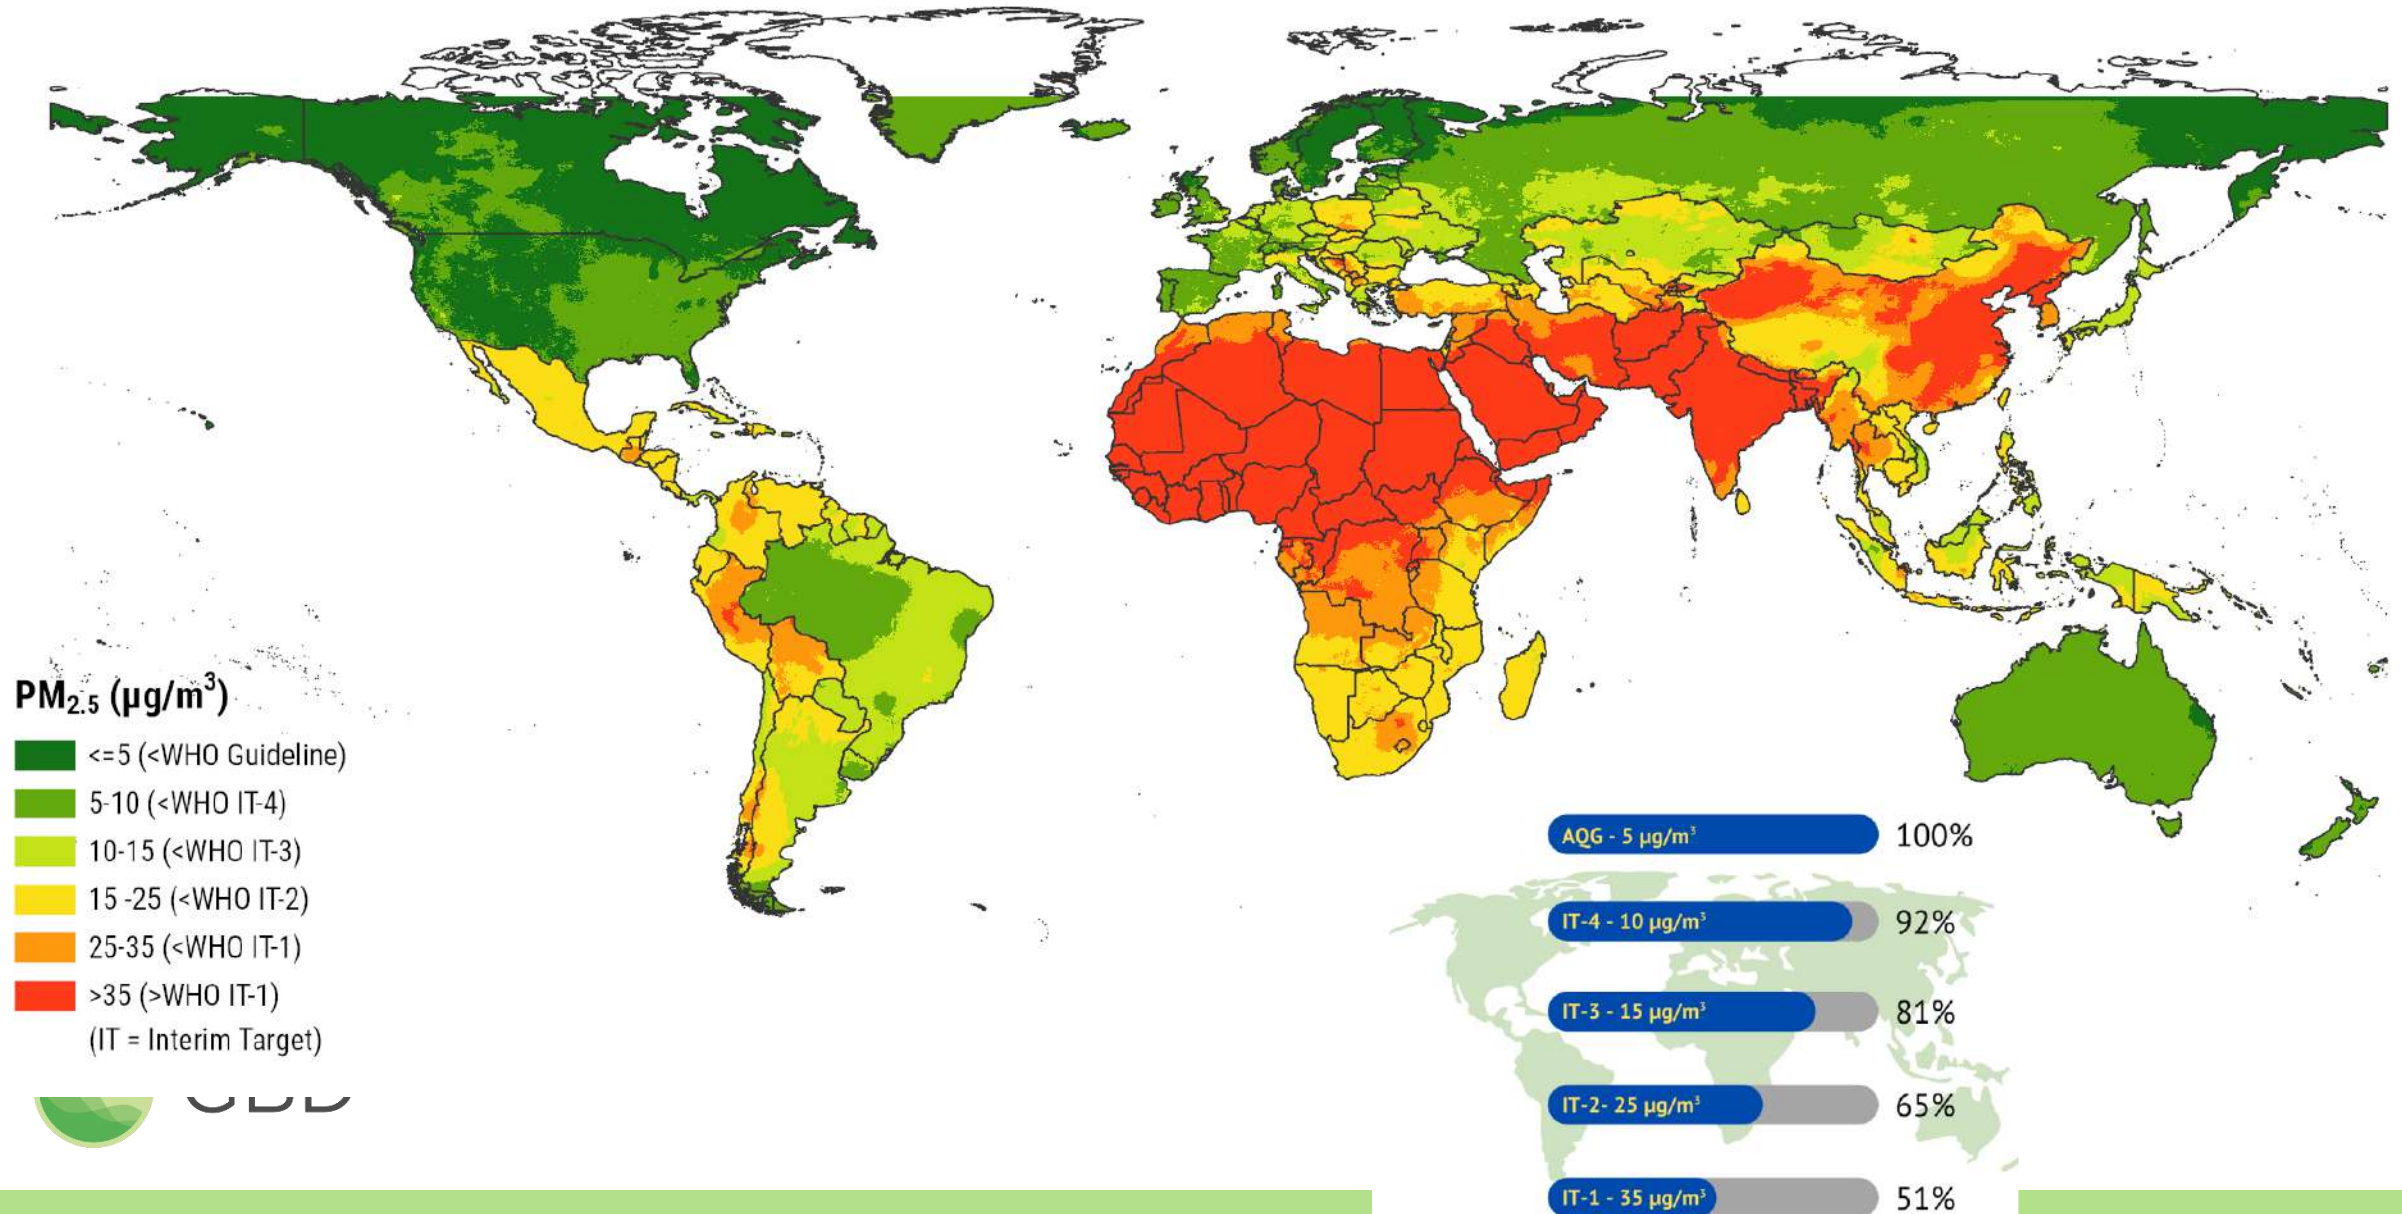 PM2.5 (µg/m³)
<=5 (<WHO Guideline)
5-10 (<WHO IT-4)
10-15 (<WHO IT-3)
15 -25 (<WHO IT-2)
25-35 (<WHO IT-1)
>35 (>WHO IT-1)
(IT = Interim Target)
AQG - 5 µg/m³ 100%
IT-4 - 10 µg/m³ 92%
IT-3 - 15 µg/m³ 81%
IT-2- 25 µg/m³ 65%
IT-1 - 35 µg/m³ 51%